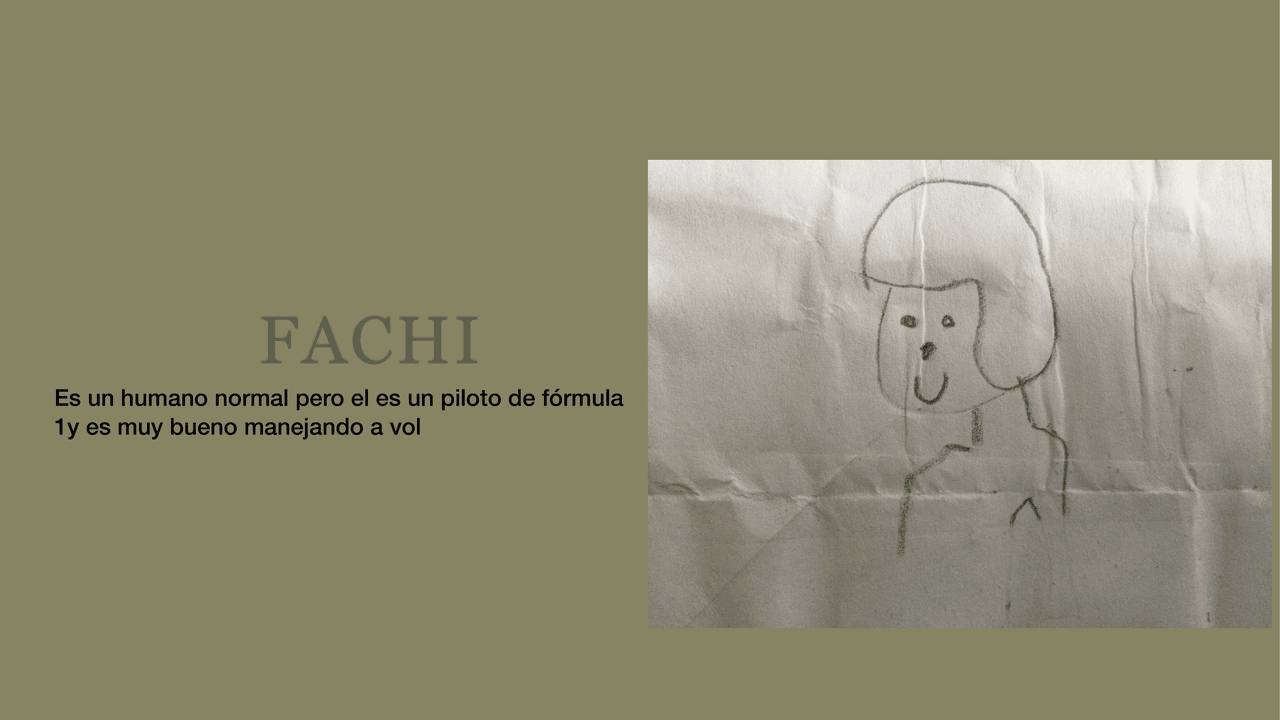 FACHI
Es un humano normal pero el es un piloto de fórmula
1y es muy bueno manejando a vol